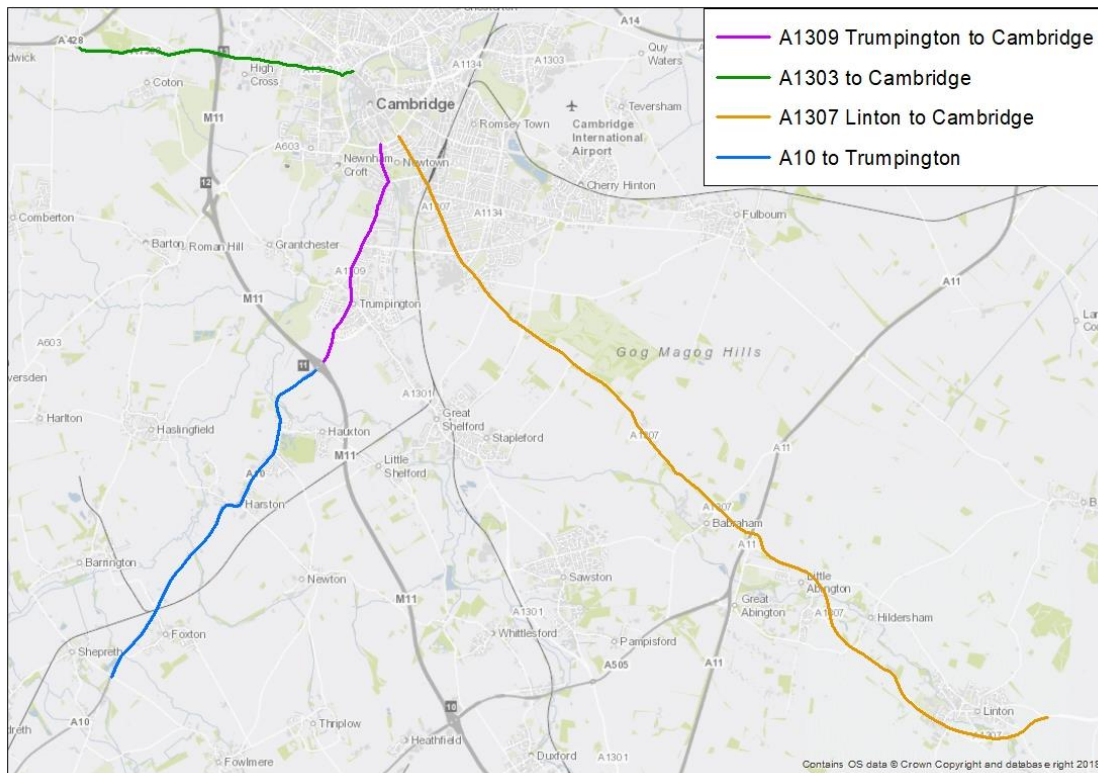 A1309 Trumpington to Cambridge
A1303 to Cambridge
A1307 Linton to Cambridge
A10 to Trumpington
A14
A 428
13
High
Cross
Coton
A1134
A1303
Quy
Waters
M11
Cambridge
Romsey Town
Teversham
Cambridge
International
Airport
A603
Newnham
Croft
Newtown
12
Cherry Hinton
A1134
Comberton
Fulbourn
Barton
Roman Hill
Grantchester
M11
A11
Trumpington
A603
11
Gog Magog Hills
A1301
Harlton
Haslingfield
Great
Shelford
Hauxton
Stapleford
A1307
M11
Little
Shelford
A11
A10
Harston
A1307
Babraham
A11
Barrington
Newton
Sawston
Little
Abington
Great
Abington
M11
A1301
A1307
Hildersham
Foxton
Whittlesford
Pampisford
Shepreth
A505
A11
10
Linton
A10
Thriplow
Heathfield
A1307
Fowlmere
Duxford
A1301
Contains OS data © Crown Copyright and database right 2018